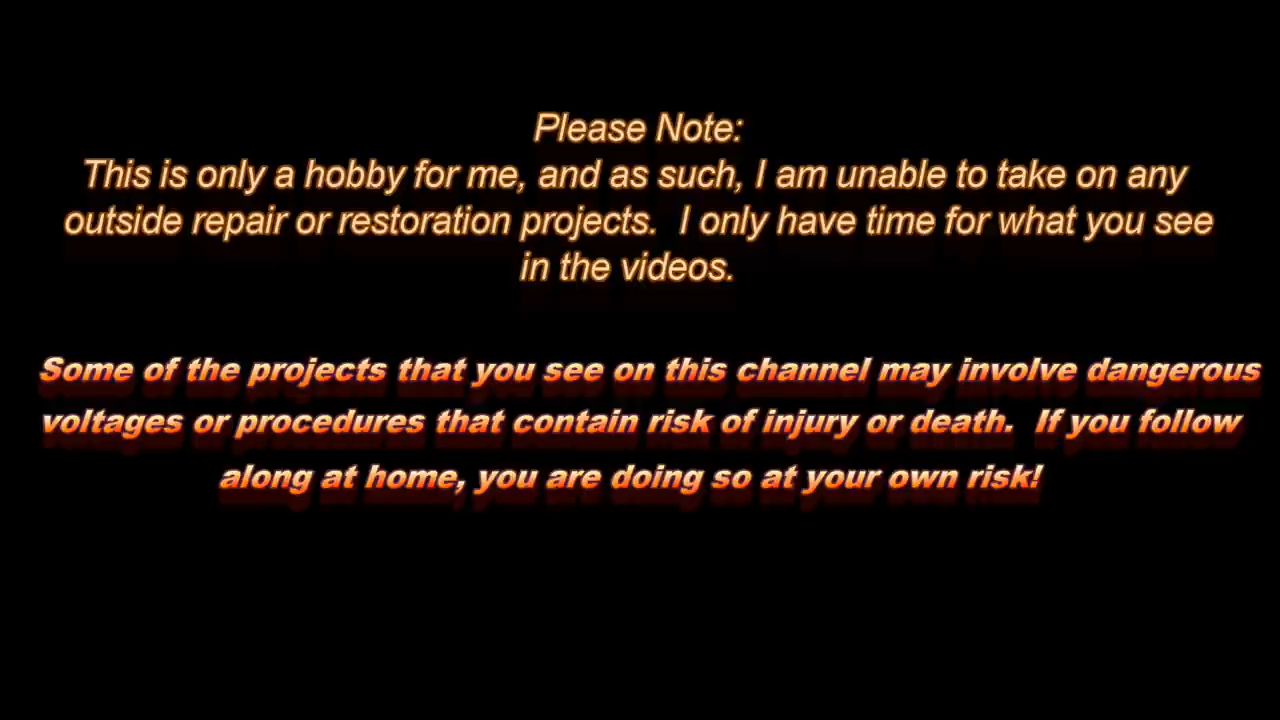 Please Note:
This is only a hobby for me, and as such, I am unable to take on any
outside repair or restoration projects.  I only have time for what you see
in the videos.
Some of the projects that you see on this channel may involve dangerous
voltages or procedures that contain risk of injury or death.  If you follow
along at home, you are doing so at your own risk!